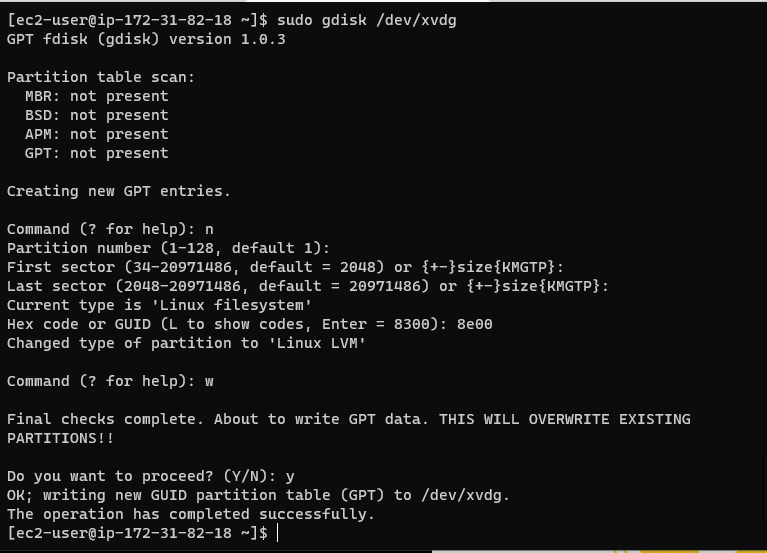 [ec2-user@ip-172-31-82-18 ~]$ sudo gdisk /dev/xvdg
GPT fdisk (gdisk) version 1.0.3
Partition table scan:
MBR: not present
BSD: not present
APM: not present
GPT: not present
Creating new GPT entries.
Command (? for help): n
Partition number (1-128, default 1):
First sector (34-20971486, default = 2048) or {+-}size{KMGTP}:
Last sector (2048-20971486, default = 20971486) or {+-}size{KMGTP}:
Current type is 'Linux filesystem'
Hex code or GUID (L to show codes, Enter = 8300): 8e00
Changed type of partition to 'Linux LVM'
Command (? for help): w
Final checks complete. About to write GPT data. THIS WILL OVERWRITE EXISTING
PARTITIONS!!
Do you want to proceed? (Y/N): y
OK; writing new GUID partition table (GPT) to /dev/xvdg.
The operation has completed successfully.
[ec2-user@ip-172-31-82-18 ~]$